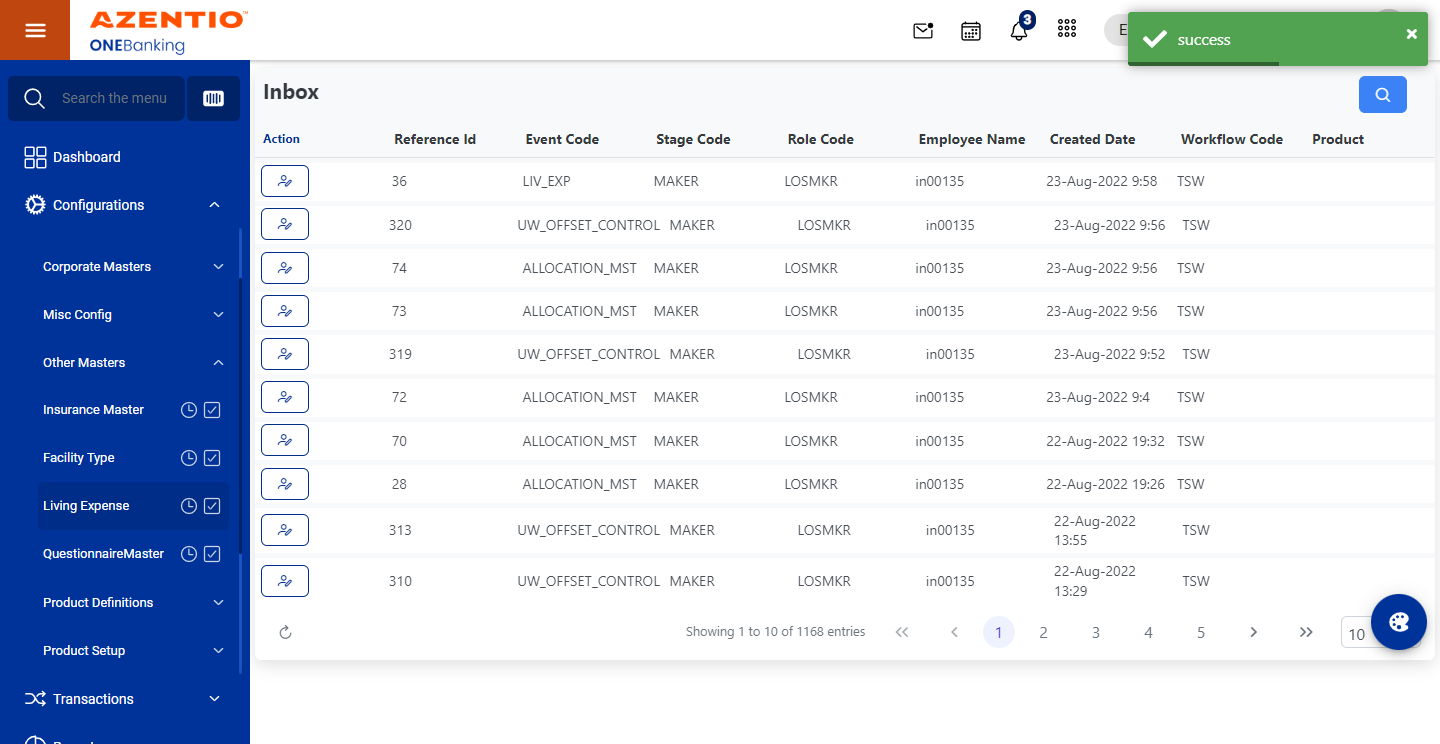 AZENTIO™
ONEBanking
3
E
success
Search the menu
Dashboard
Configurations
Corporate Masters
Misc Config
Other Masters
Insurance Master
Facility Type
Living Expense
QuestionnaireMaster
Product Definitions
Product Setup
Transactions
Inbox
Action Reference Id Event Code Stage Code Role Code Employee Name Created Date Workflow Code Product
36 LIV_EXP MAKER LOSMKR in00135 23-Aug-2022 9:58 TSW
320 UW_OFFSET_CONTROL MAKER LOSMKR in00135 23-Aug-2022 9:56 TSW
74 ALLOCATION_MST MAKER LOSMKR in00135 23-Aug-2022 9:56 TSW
73 ALLOCATION_MST MAKER LOSMKR in00135 23-Aug-2022 9:56 TSW
319 UW_OFFSET_CONTROL MAKER LOSMKR in00135 23-Aug-2022 9:52 TSW
72 ALLOCATION_MST MAKER LOSMKR in00135 23-Aug-2022 9:4 TSW
70 ALLOCATION_MST MAKER LOSMKR in00135 22-Aug-2022 19:32 TSW
28 ALLOCATION_MST MAKER LOSMKR in00135 22-Aug-2022 19:26 TSW
313 UW_OFFSET_CONTROL MAKER LOSMKR in00135 22-Aug-2022 TSW
13:55
310 UW_OFFSET_CONTROL MAKER LOSMKR in00135 22-Aug-2022 TSW
13:29
Showing 1 to 10 of 1168 entries 1 2 3 4 5 10